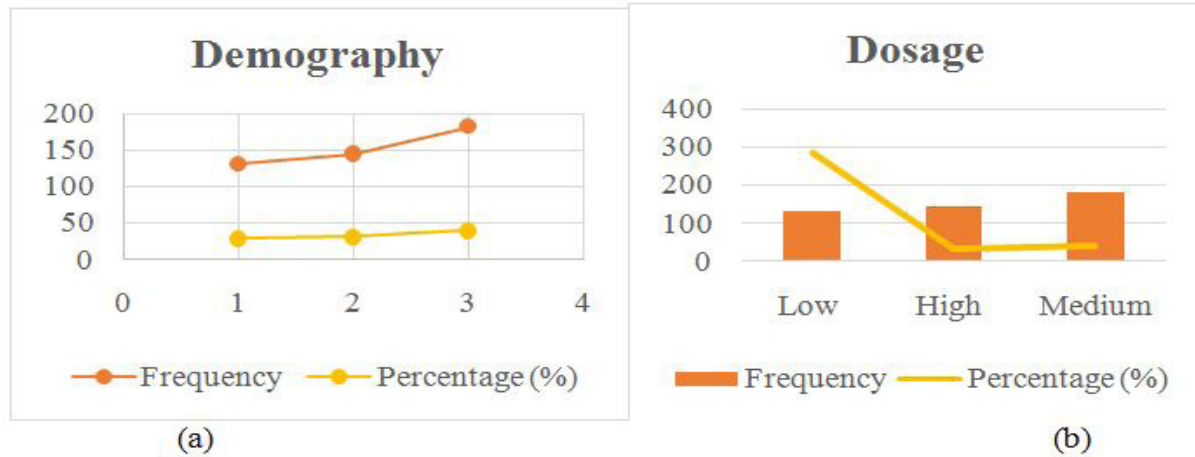 Demography
200
150
100
50
0
0 1 2 3 4
Frequency Percentage (%)
(a)
Dosage
400
300
200
100
0
Low High Medium
Frequency Percentage (%)
(b)